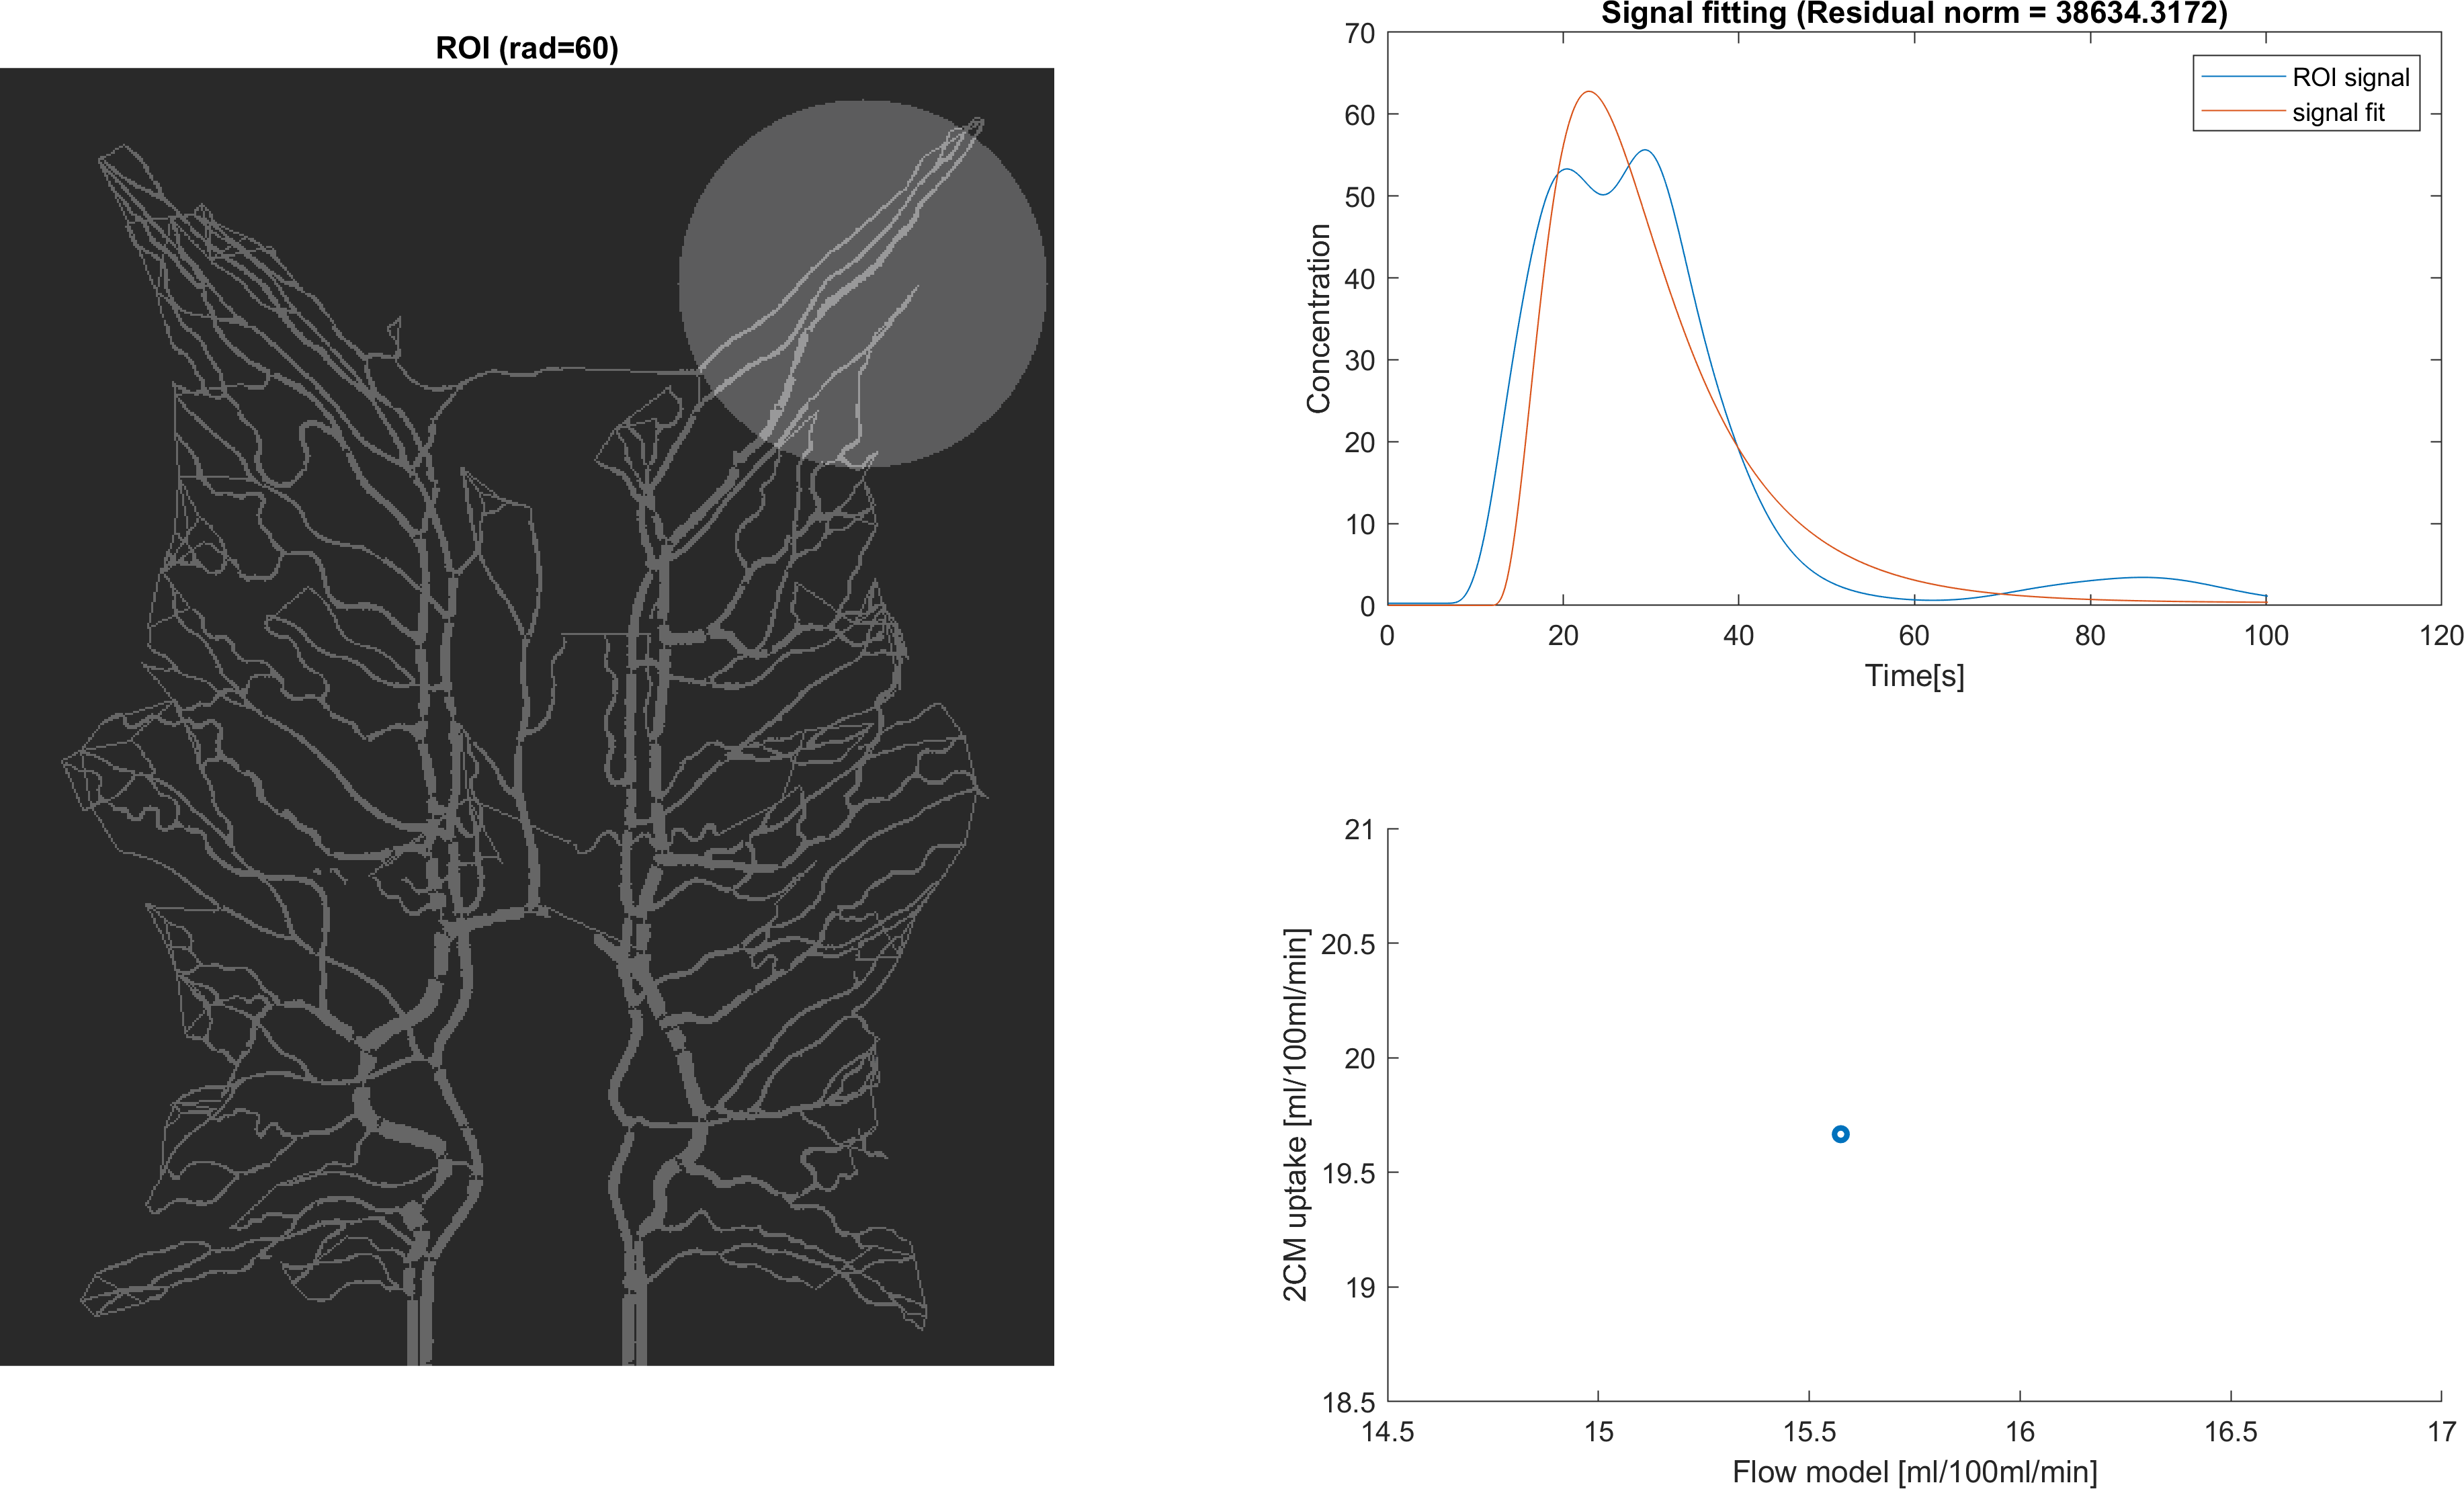 ROI (rad=60)
Signal fitting (Residual norm = 38634.3172)
70
60
50
40
30
20
10
0
Concentration
ROI signal
signal fit
0 20 40 60 80 100 120
Time[s]
21
20.5
20
19.5
19
18.5
2CM uptake [ml/100ml/min]
14.5 15 15.5 16 16.5 17
Flow model [ml/100ml/min]